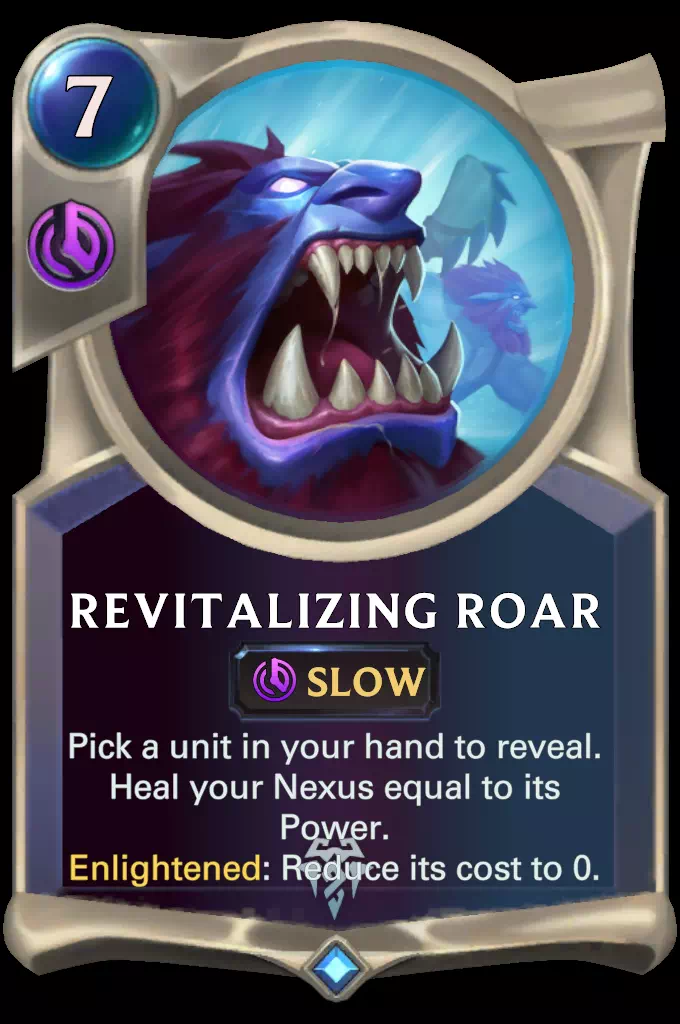 7
REVITALIZING ROAR
SLOW
Pick a unit in your hand to reveal.
Heal your Nexus equal to its
Power.
Enlightened: Reduce its cost to 0.